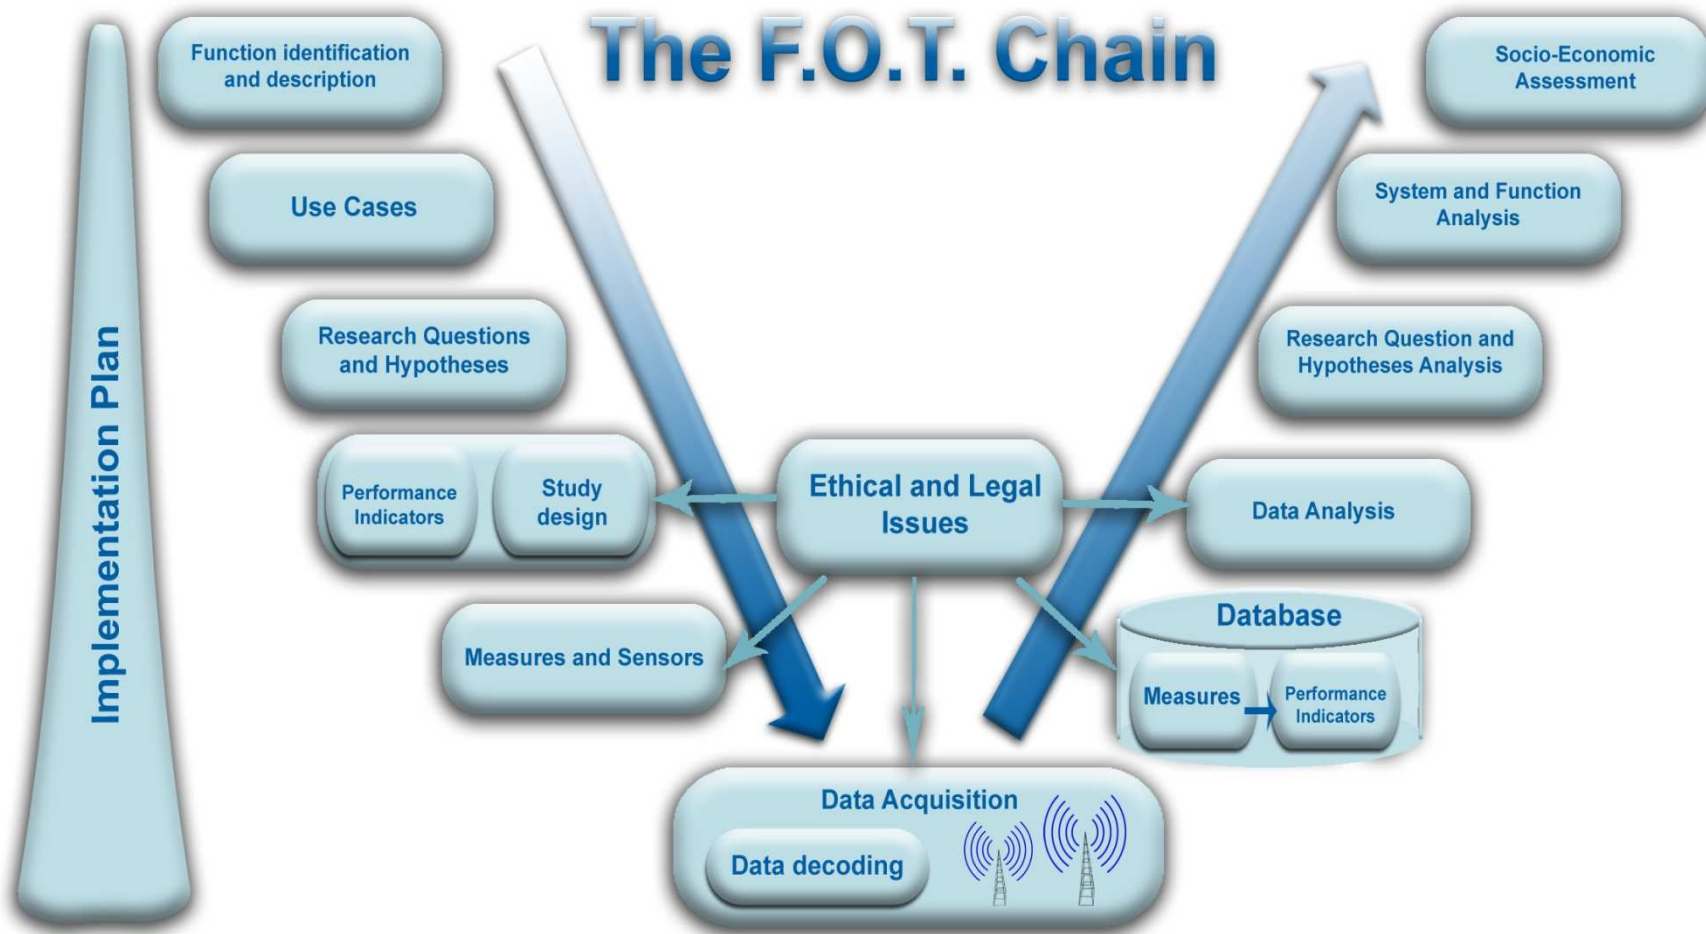 The F.O.T. Chain
Implementation Plan
Function identification
and description
Use Cases
Research Questions
and Hypotheses
Performance
Indicators
Study
design
Measures and Sensors
Ethical and Legal
Issues
Data Acquisition
Data decoding
Database
Measures
Performance
Indicators
Data Analysis
Research Question and
Hypotheses Analysis
System and Function
Analysis
Socio-Economic
Assessment